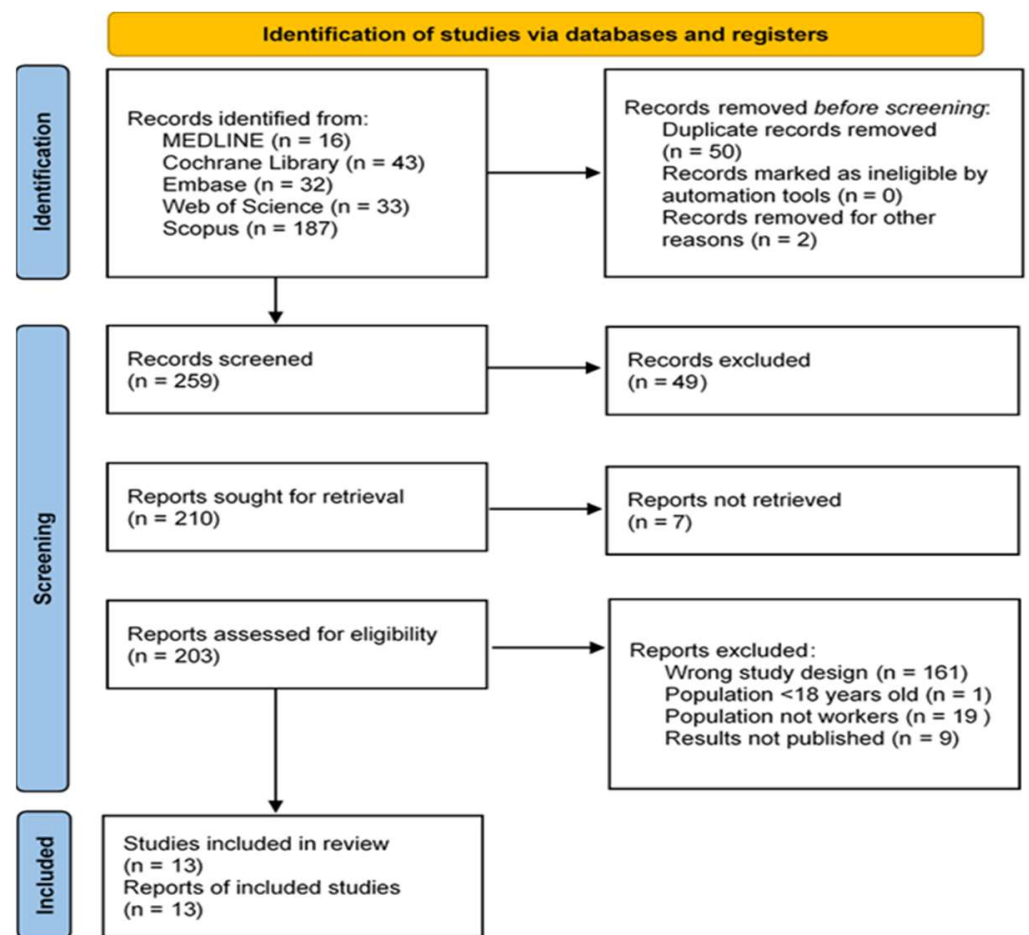 Identification of studies via databases and registers
Identification
Records identified from:
MEDLINE (n = 16)
Cochrane Library (n = 43)
Embase (n = 32)
Web of Science (n = 33)
Scopus (n = 187)
Records removed before screening:
Duplicate records removed
(n = 50)
Records marked as ineligible by
automation tools (n = 0)
Records removed for other
reasons (n = 2)
Screening
Records screened
(n = 259)
Records excluded
(n = 49)
Reports sought for retrieval
(n = 210)
Reports not retrieved
(n = 7)
Reports assessed for eligibility
(n = 203)
Reports excluded:
Wrong study design (n = 161)
Population <18 years old (n = 1)
Population not workers (n = 19 )
Results not published (n = 9)
Included
Studies included in review
(n = 13)
Reports of included studies
(n = 13)